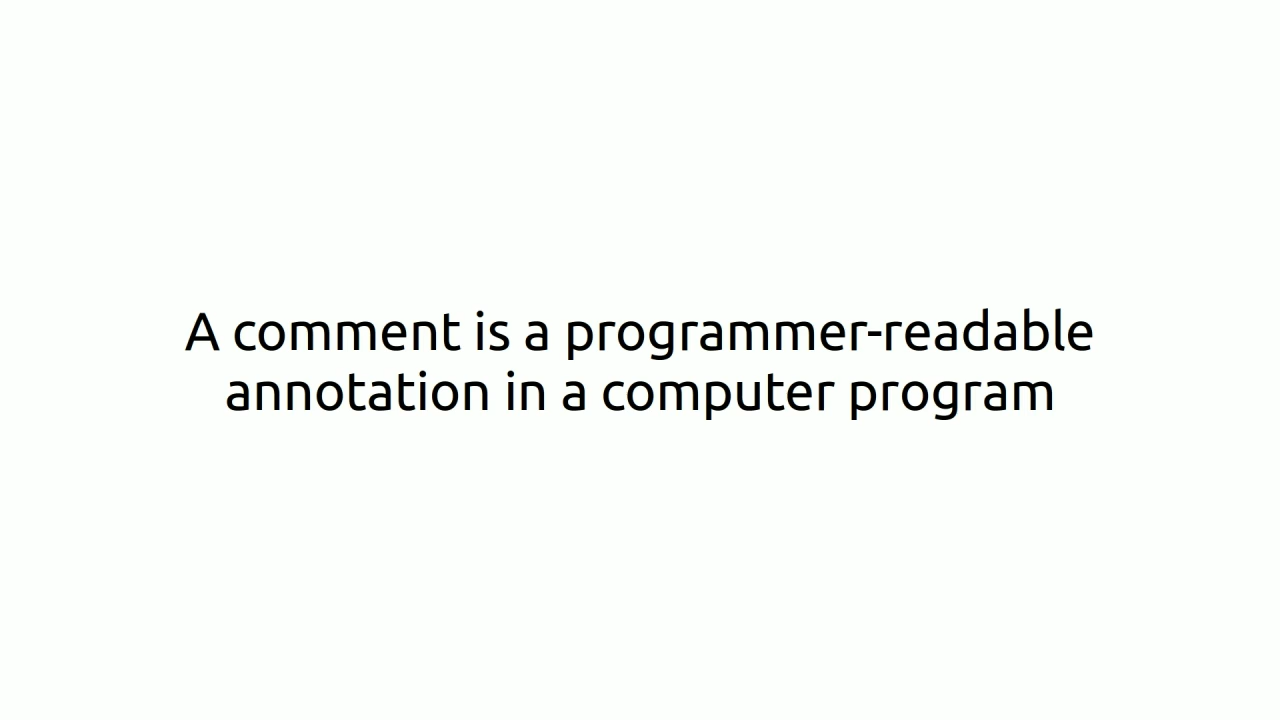 A comment is a programmer-readable
annotation in a computer program